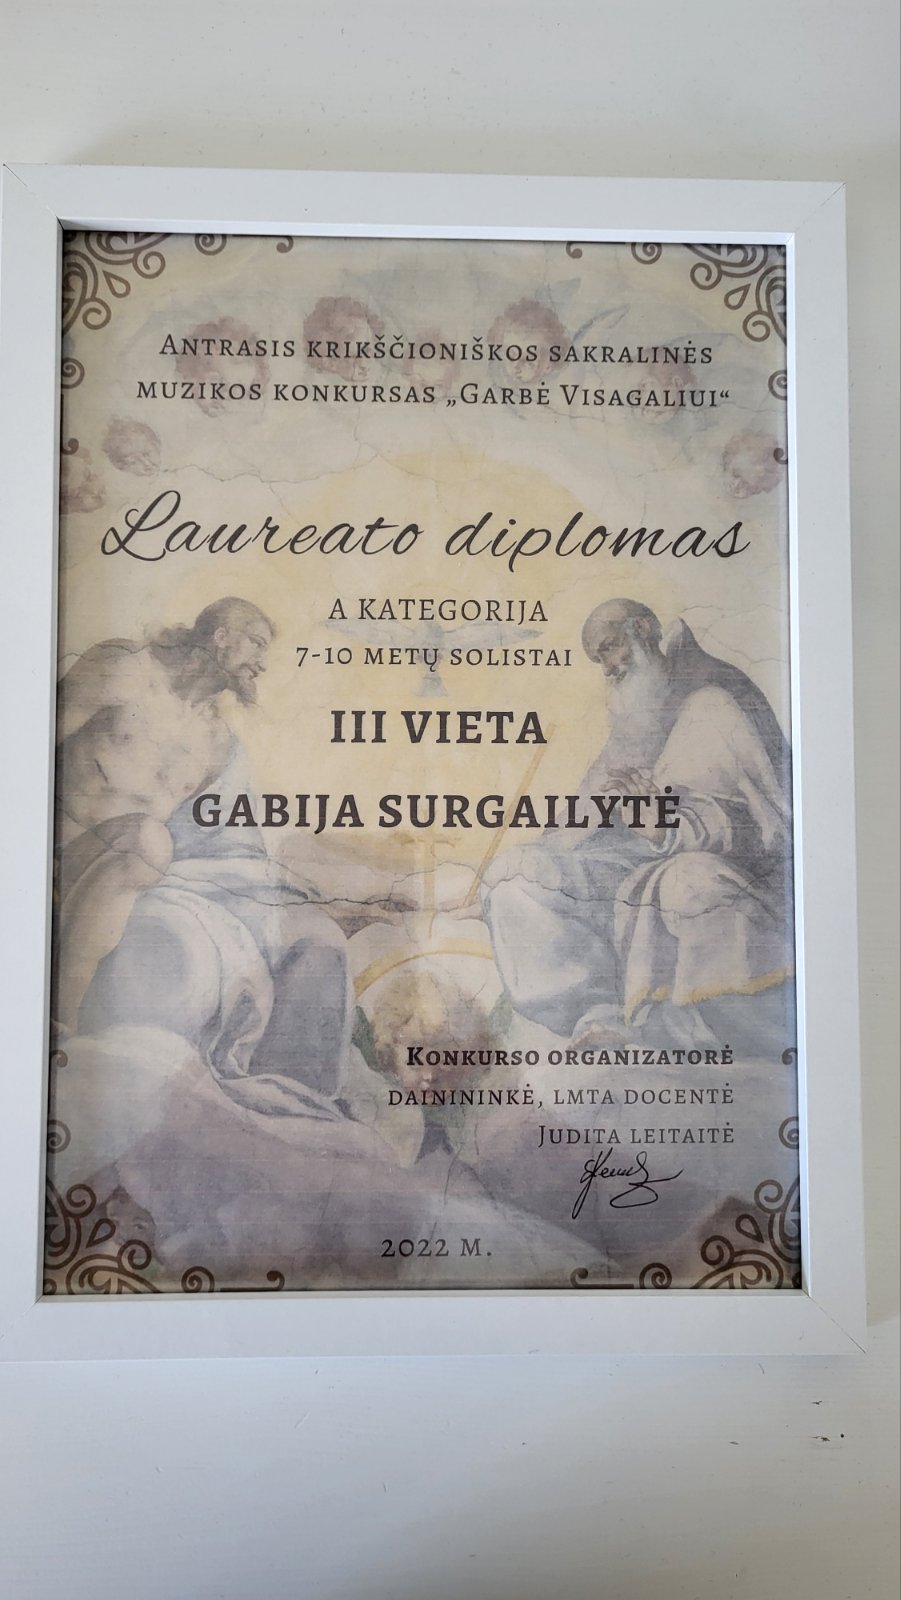 Antrasis krikščioniškos sakralinės
muzikos konkursas „Garbė Visagaliui“
Laureato diplomas
A KATEGORIJA
7-10 METŲ SOLISTAI
III VIETA
GABIJA SURGAILYTĖ
Konkurso organizatorė
dainininkė, LMTA docentė
Judita Leitaitė
2022 m.